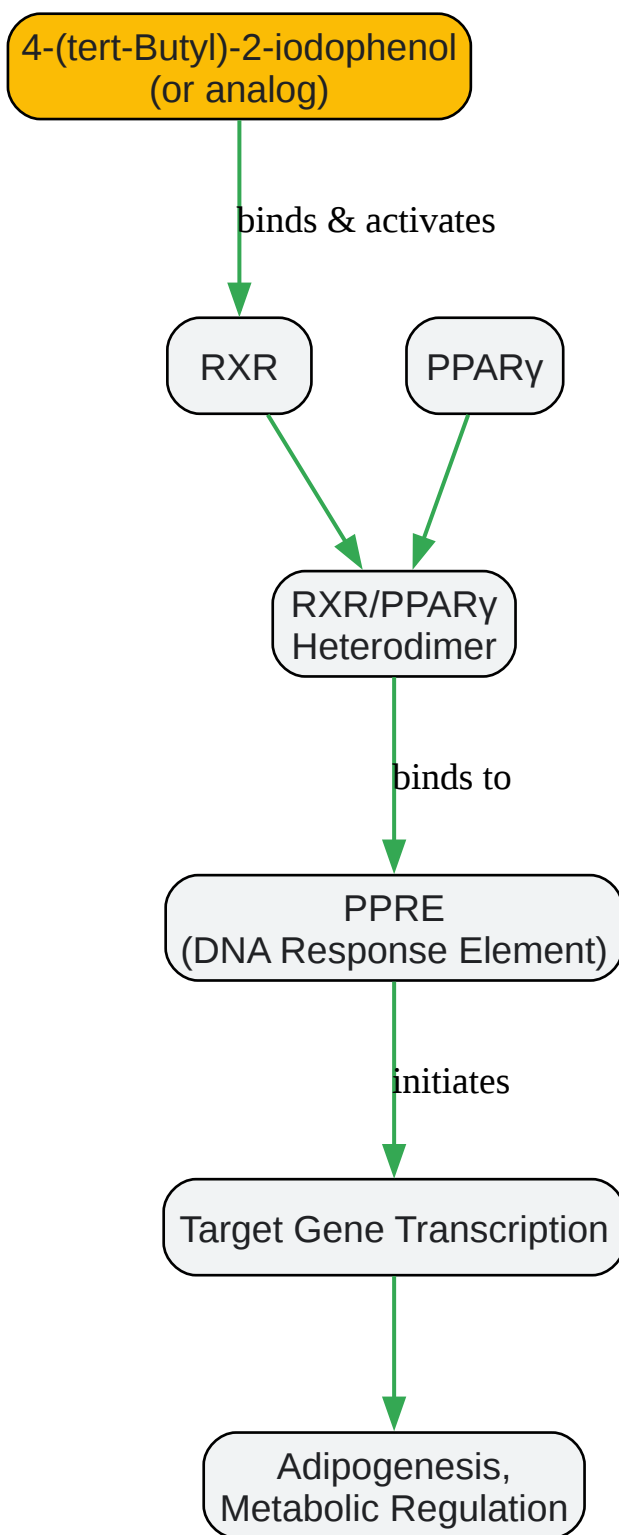 4-(tert-Butyl)-2-iodophenol
(or analog)
binds & activates
RXR
PPARγ
RXR/PPARγ
Heterodimer
binds to
PPRE
(DNA Response Element)
initiates
Target Gene Transcription
Adipogenesis,
Metabolic Regulation